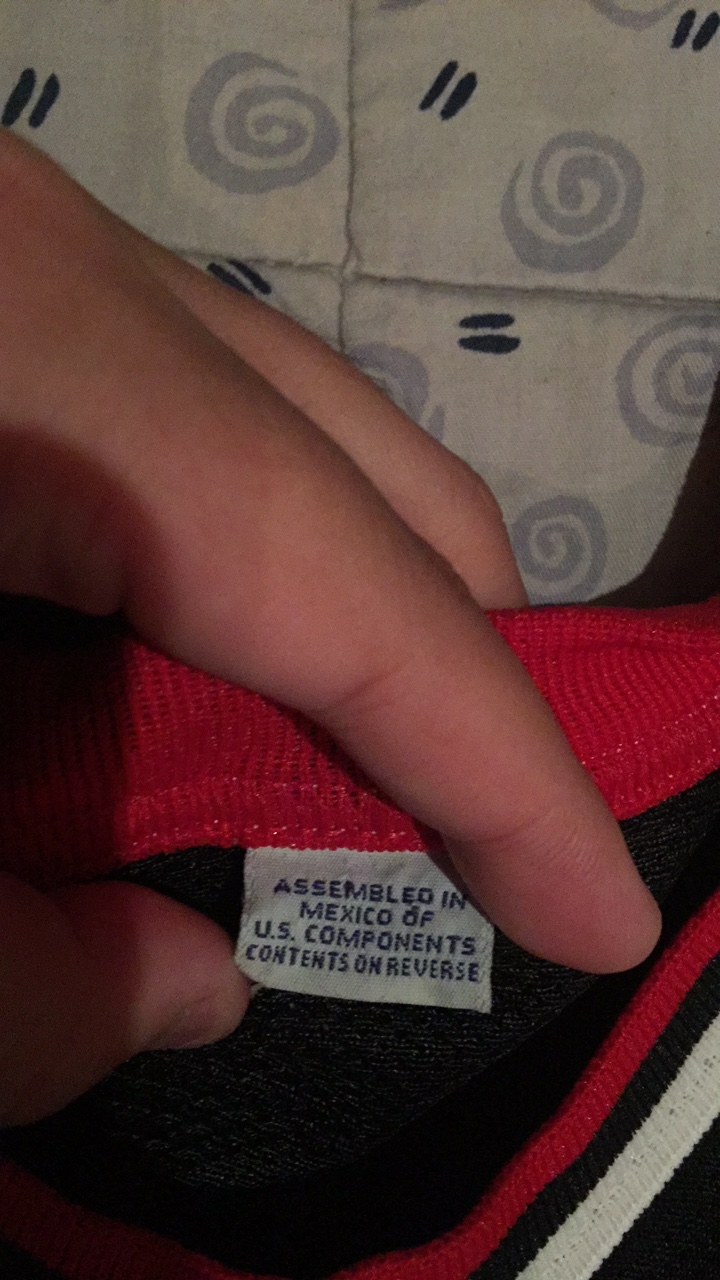 ASSEMBLED IN
MEXICO OF
U.S. COMPONENTS
CONTENTS ON REVERSE